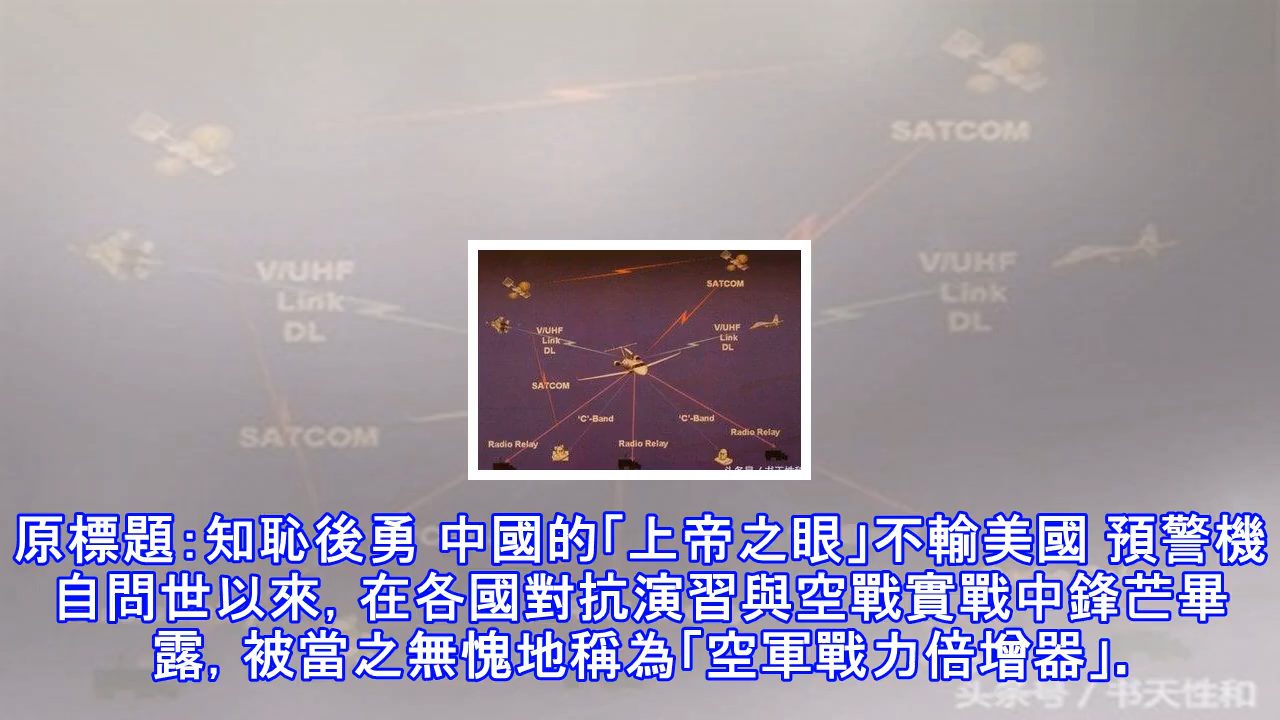 SATCOM
V/UHF
Link
DL
V/UHF
Link
DL
SATCOM
SATCOM
V/UHF
Link
DL
V/UHF
Link
DL
SATCOM
'C'-Band
'C'-Band
Radio Relay
Radio Relay
Radio Relay
原標題：知恥後勇 中國的「上帝之眼」不輸美國 預警機
自問世以來, 在各國對抗演習與空戰實戰中鋒芒畢
露, 被當之無愧地稱為「空軍戰力倍增器」.
头条号 / 书天性和